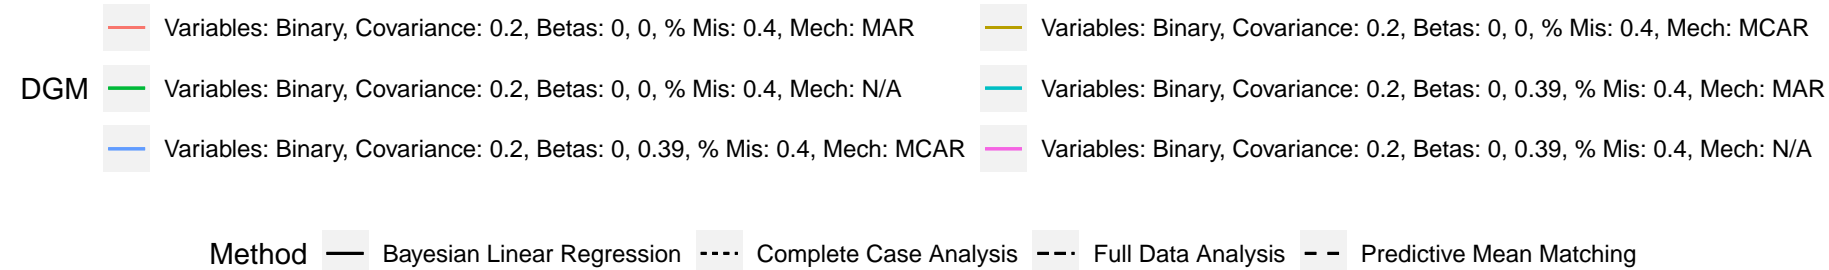 Variables: Binary, Covariance: 0.2, Betas: 0, 0, % Mis: 0.4, Mech: MAR Variables: Binary, Covariance: 0.2, Betas: 0, 0, % Mis: 0.4, Mech: MCAR
DGM Variables: Binary, Covariance: 0.2, Betas: 0, 0, % Mis: 0.4, Mech: N/A Variables: Binary, Covariance: 0.2, Betas: 0, 0.39, % Mis: 0.4, Mech: MAR
Variables: Binary, Covariance: 0.2, Betas: 0, 0.39, % Mis: 0.4, Mech: MCAR Variables: Binary, Covariance: 0.2, Betas: 0, 0.39, % Mis: 0.4, Mech: N/A
Method Bayesian Linear Regression Complete Case Analysis Full Data Analysis Predictive Mean Matching